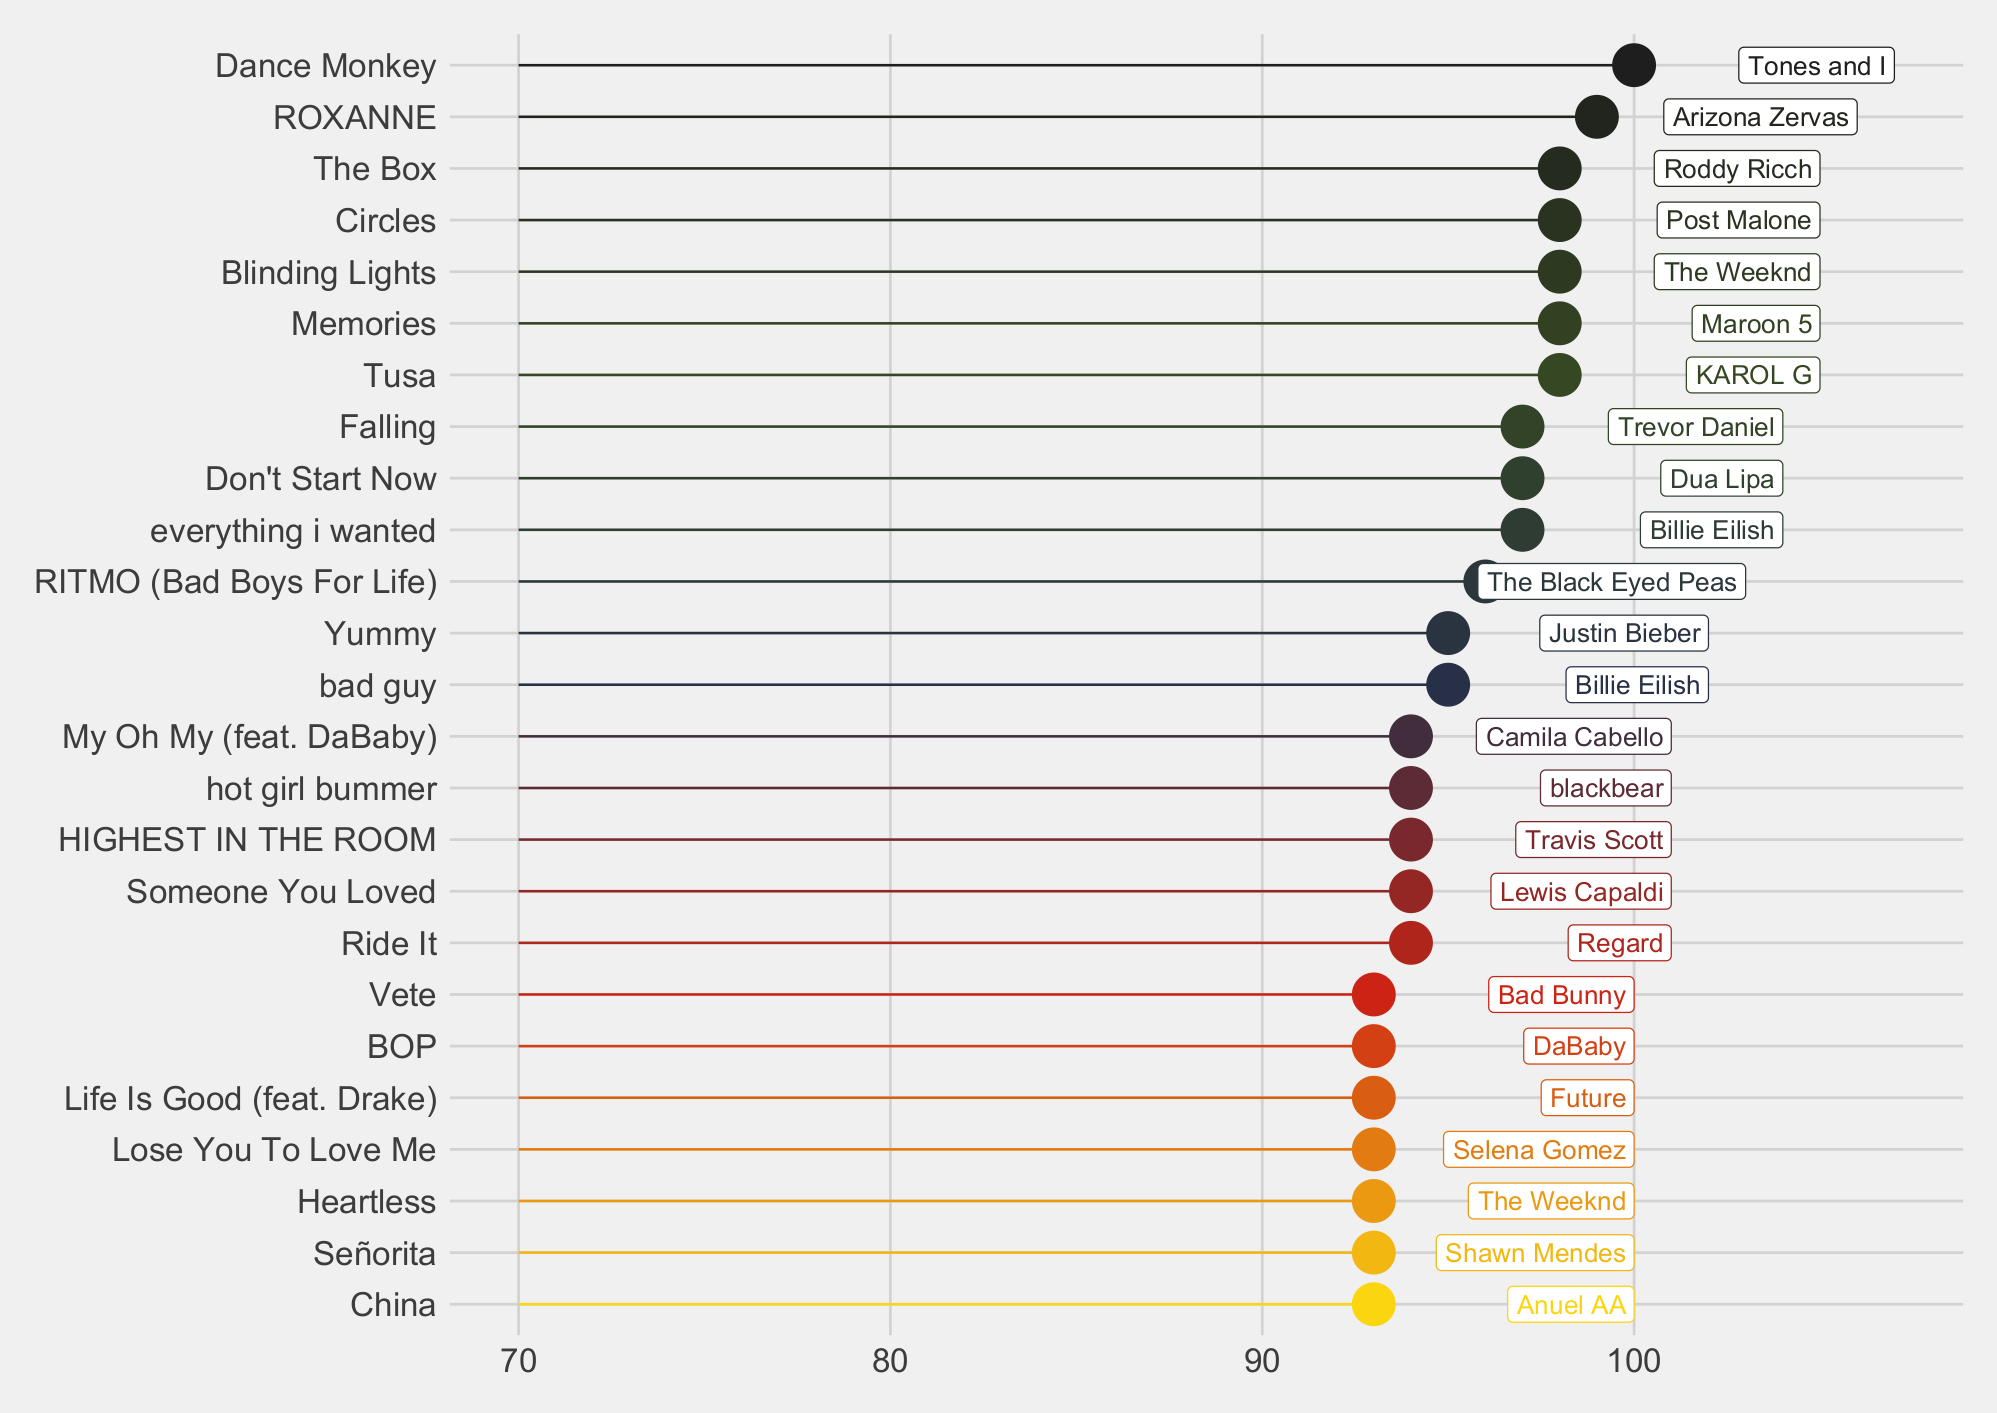 Dance Monkey Tones and I
ROXANNE Arizona Zervas
The Box Roddy Ricch
Circles Post Malone
Blinding Lights The Weeknd
Memories Maroon 5
Tusa KAROL G
Falling Trevor Daniel
Don't Start Now Dua Lipa
everything i wanted Billie Eilish
RITMO (Bad Boys For Life) The Black Eyed Peas
Yummy Justin Bieber
bad guy Billie Eilish
My Oh My (feat. DaBaby) Camila Cabello
hot girl bummer blackbear
HIGHEST IN THE ROOM Travis Scott
Someone You Loved Lewis Capaldi
Ride It Regard
Vete Bad Bunny
BOP DaBaby
Life Is Good (feat. Drake) Future
Lose You To Love Me Selena Gomez
Heartless The Weeknd
Señorita Shawn Mendes
China Anuel AA
70 80 90 100